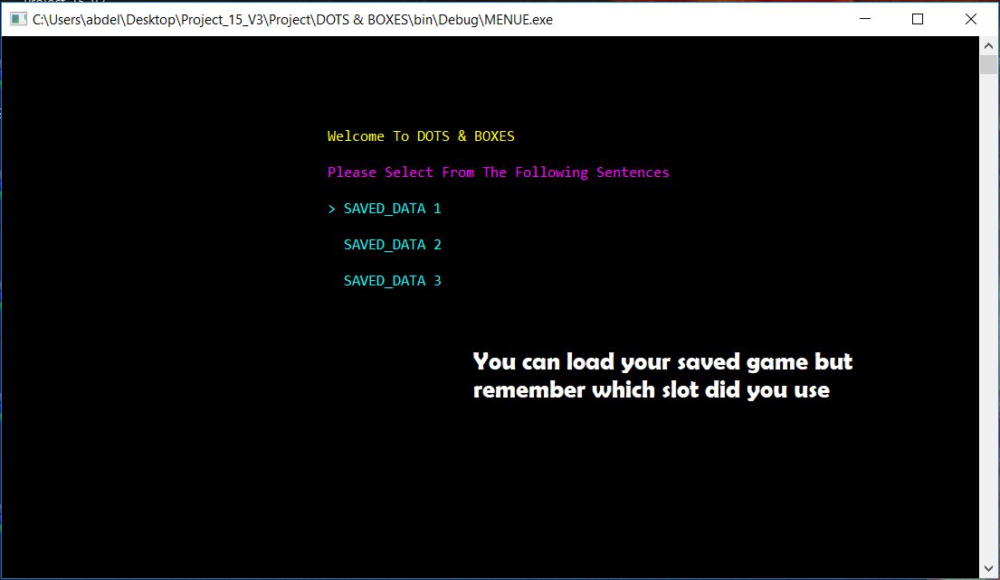 C:\Users\abdel\Desktop\Project_15_V3\Project\DOTS & BOXES\bin\Debug\MENUE.exe
Welcome To DOTS & BOXES
Please Select From The Following Sentences
> SAVED_DATA 1
SAVED_DATA 2
SAVED_DATA 3
You can load your saved game but
remember which slot did you use